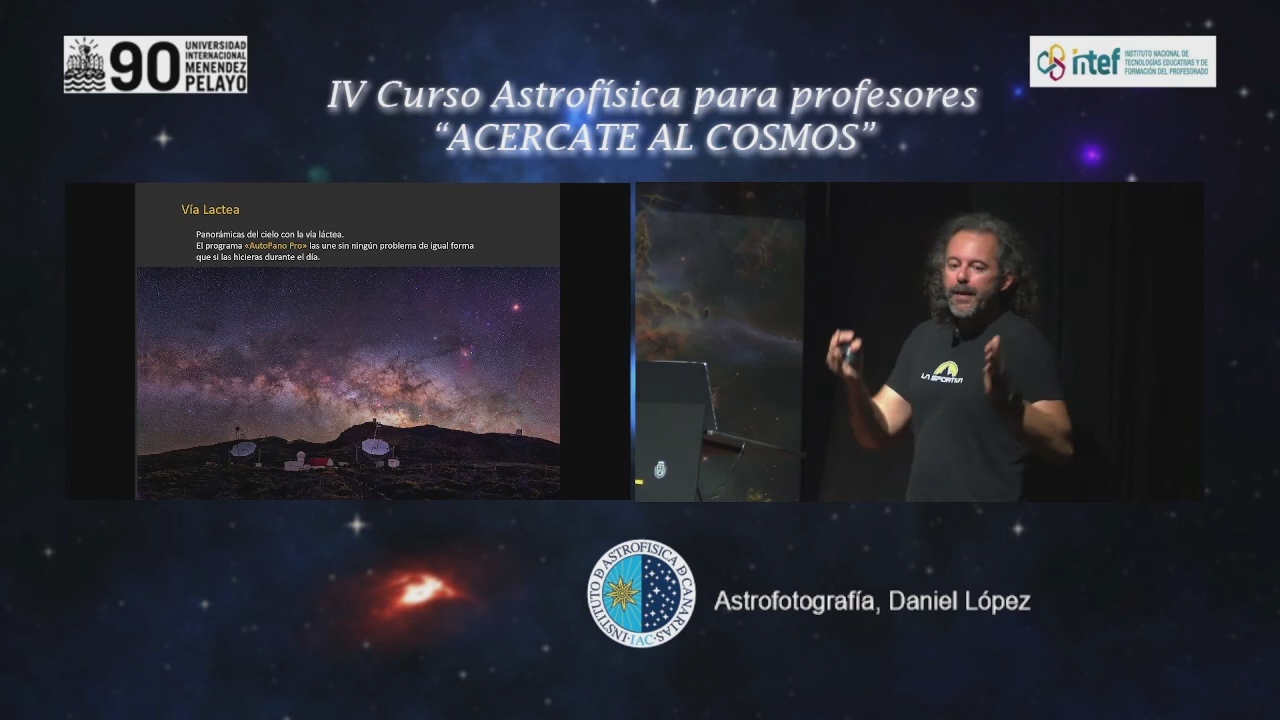 90
UNIVERSIDAD
INTERNACIONAL
MENENDEZ
PELAYO
intef
INSTITUTO NACIONAL DE
TECNOLOGÍAS EDUCATIVAS Y DE
FORMACIÓN DEL PROFESORADO
IV Curso Astrofísica para profesores
“ACERCATE AL COSMOS”
Vía Lactea
Panorámicas del cielo con la vía láctea.
El programa «AutoPano Pro» las une sin ningún problema de igual forma
que si las hicieras durante el día.
LA SPORTIVA
INSTITUTO D ASTROFISICA D CANARIAS
·IAC·
Astrofotografía, Daniel López